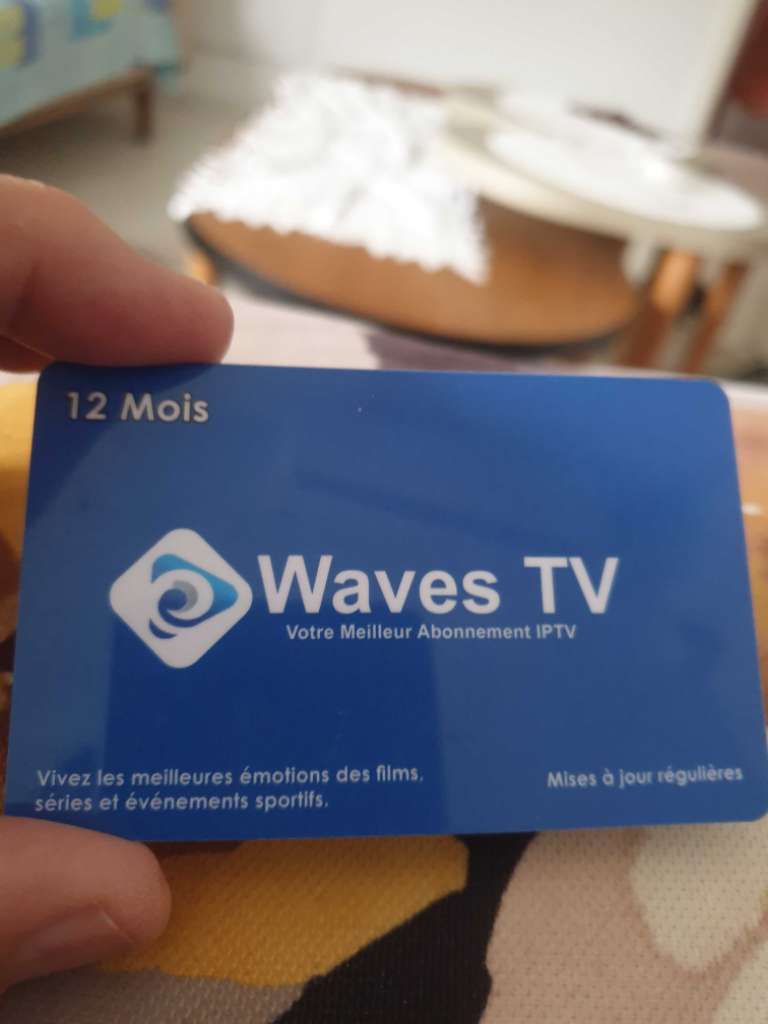 12 Mois
Waves TV
Votre Meilleur Abonnement IPTV
Vivez les meilleures émotions des films,
séries et événements sportifs.
Mises à jour régulières